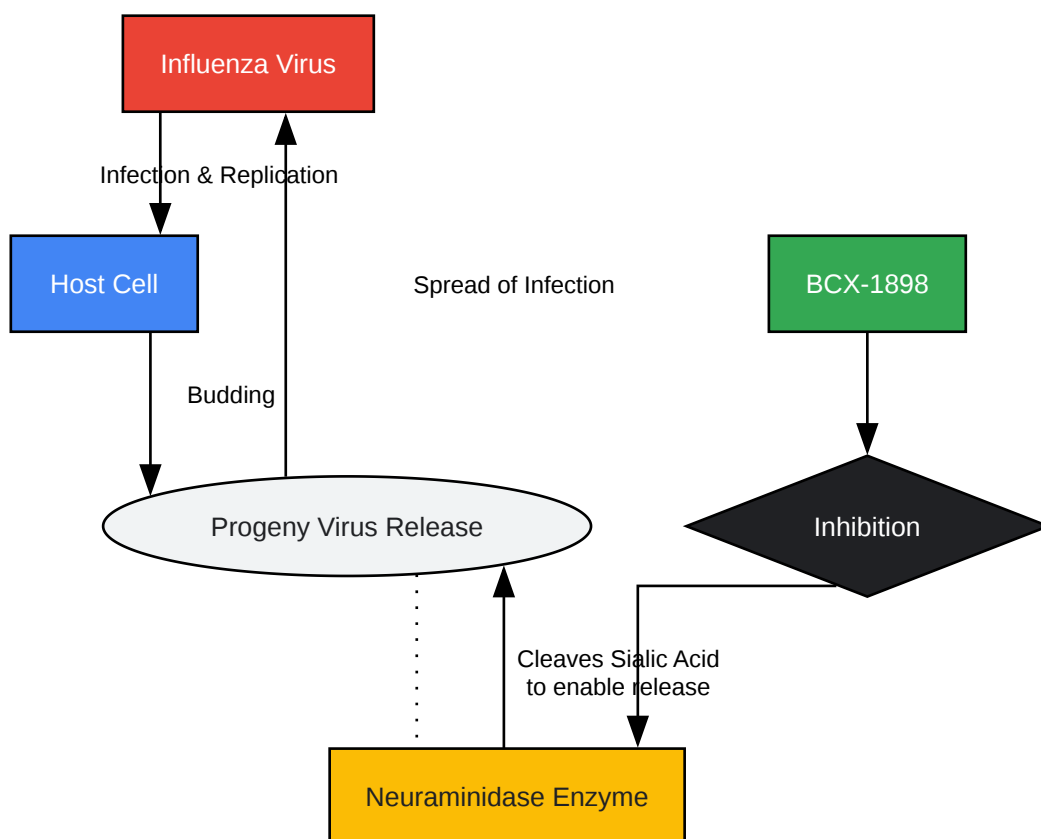 Influenza Virus
Infection & Replication
Host Cell
Spread of Infection
BCX-1898
Budding
Progeny Virus Release
Inhibition
Cleaves Sialic Acid
to enable release
Neuraminidase Enzyme